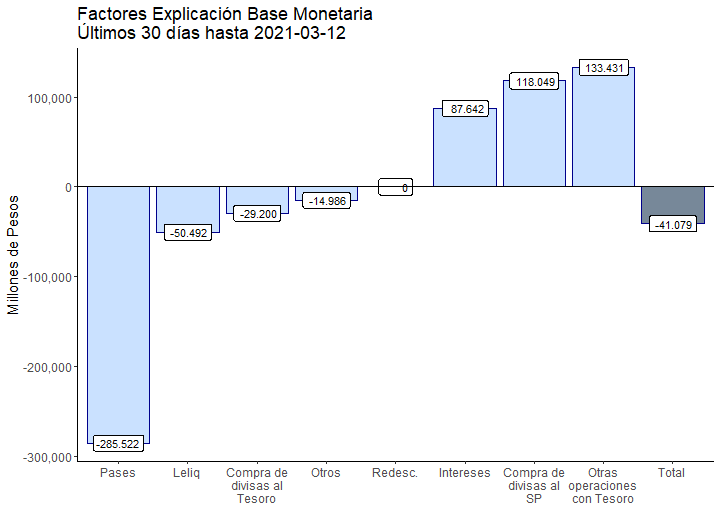 Factores Explicación Base Monetaria
Últimos 30 días hasta 2021-03-12
Millones de Pesos
100,000
0
-100,000
-200,000
-300,000
-285.522
-50.492
-29.200
-14.986
0
87.642
118.049
133.431
-41.079
Pases
Leliq
Compra de
divisas al
Tesoro
Otros
Redesc.
Intereses
Compra de
divisas al
SP
Otras
operaciones
con Tesoro
Total